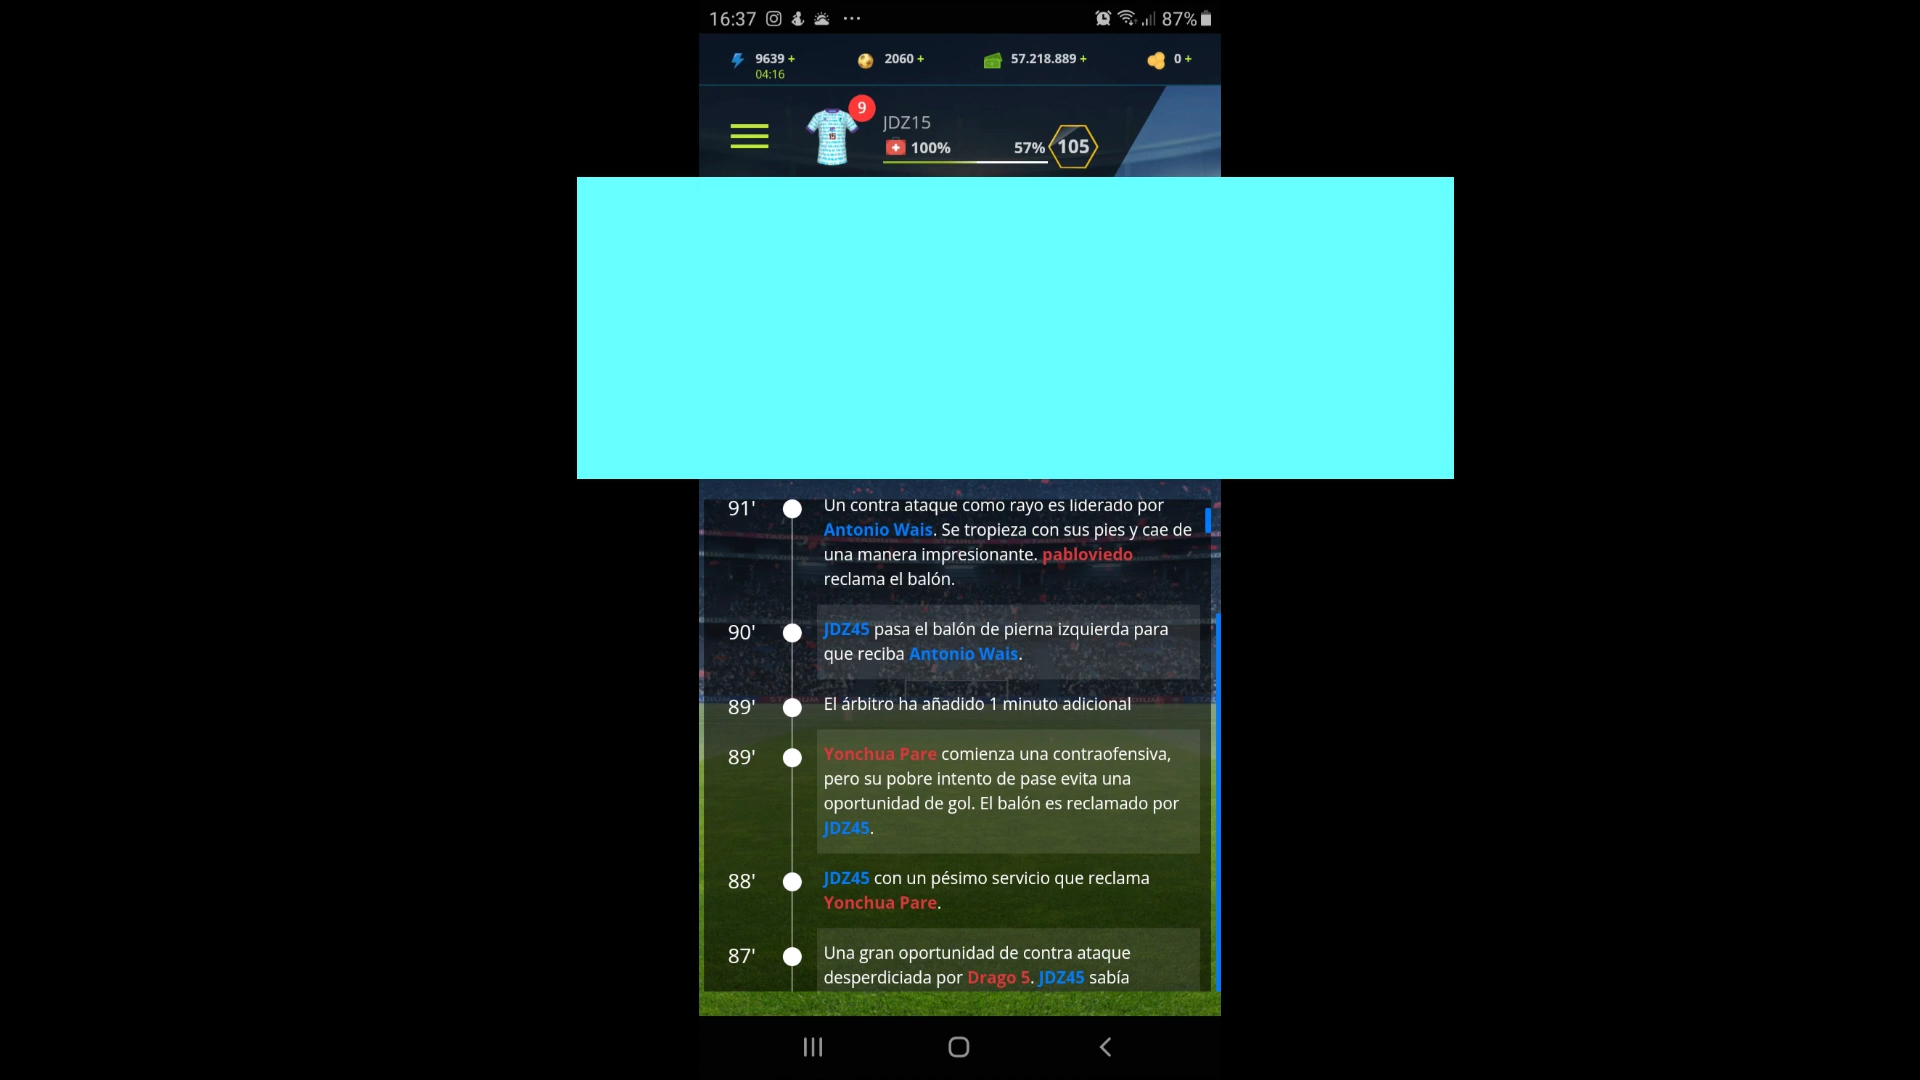 16:37 ... 87%
9639 + 2060 + 57.218.889 + 0 +
04:16
9
JDZ15
15
100% 57% 105
91' Un contra ataque como rayo es liderado por
Antonio Wais. Se tropieza con sus pies y cae de
una manera impresionante. pabloviedo
reclama el balón.
90' JDZ45 pasa el balón de pierna izquierda para
que reciba Antonio Wais.
89' El árbitro ha añadido 1 minuto adicional
89' Yonchua Pare comienza una contraofensiva,
pero su pobre intento de pase evita una
oportunidad de gol. El balón es reclamado por
JDZ45.
88' JDZ45 con un pésimo servicio que reclama
Yonchua Pare.
87' Una gran oportunidad de contra ataque
desperdiciada por Drago 5. JDZ45 sabía